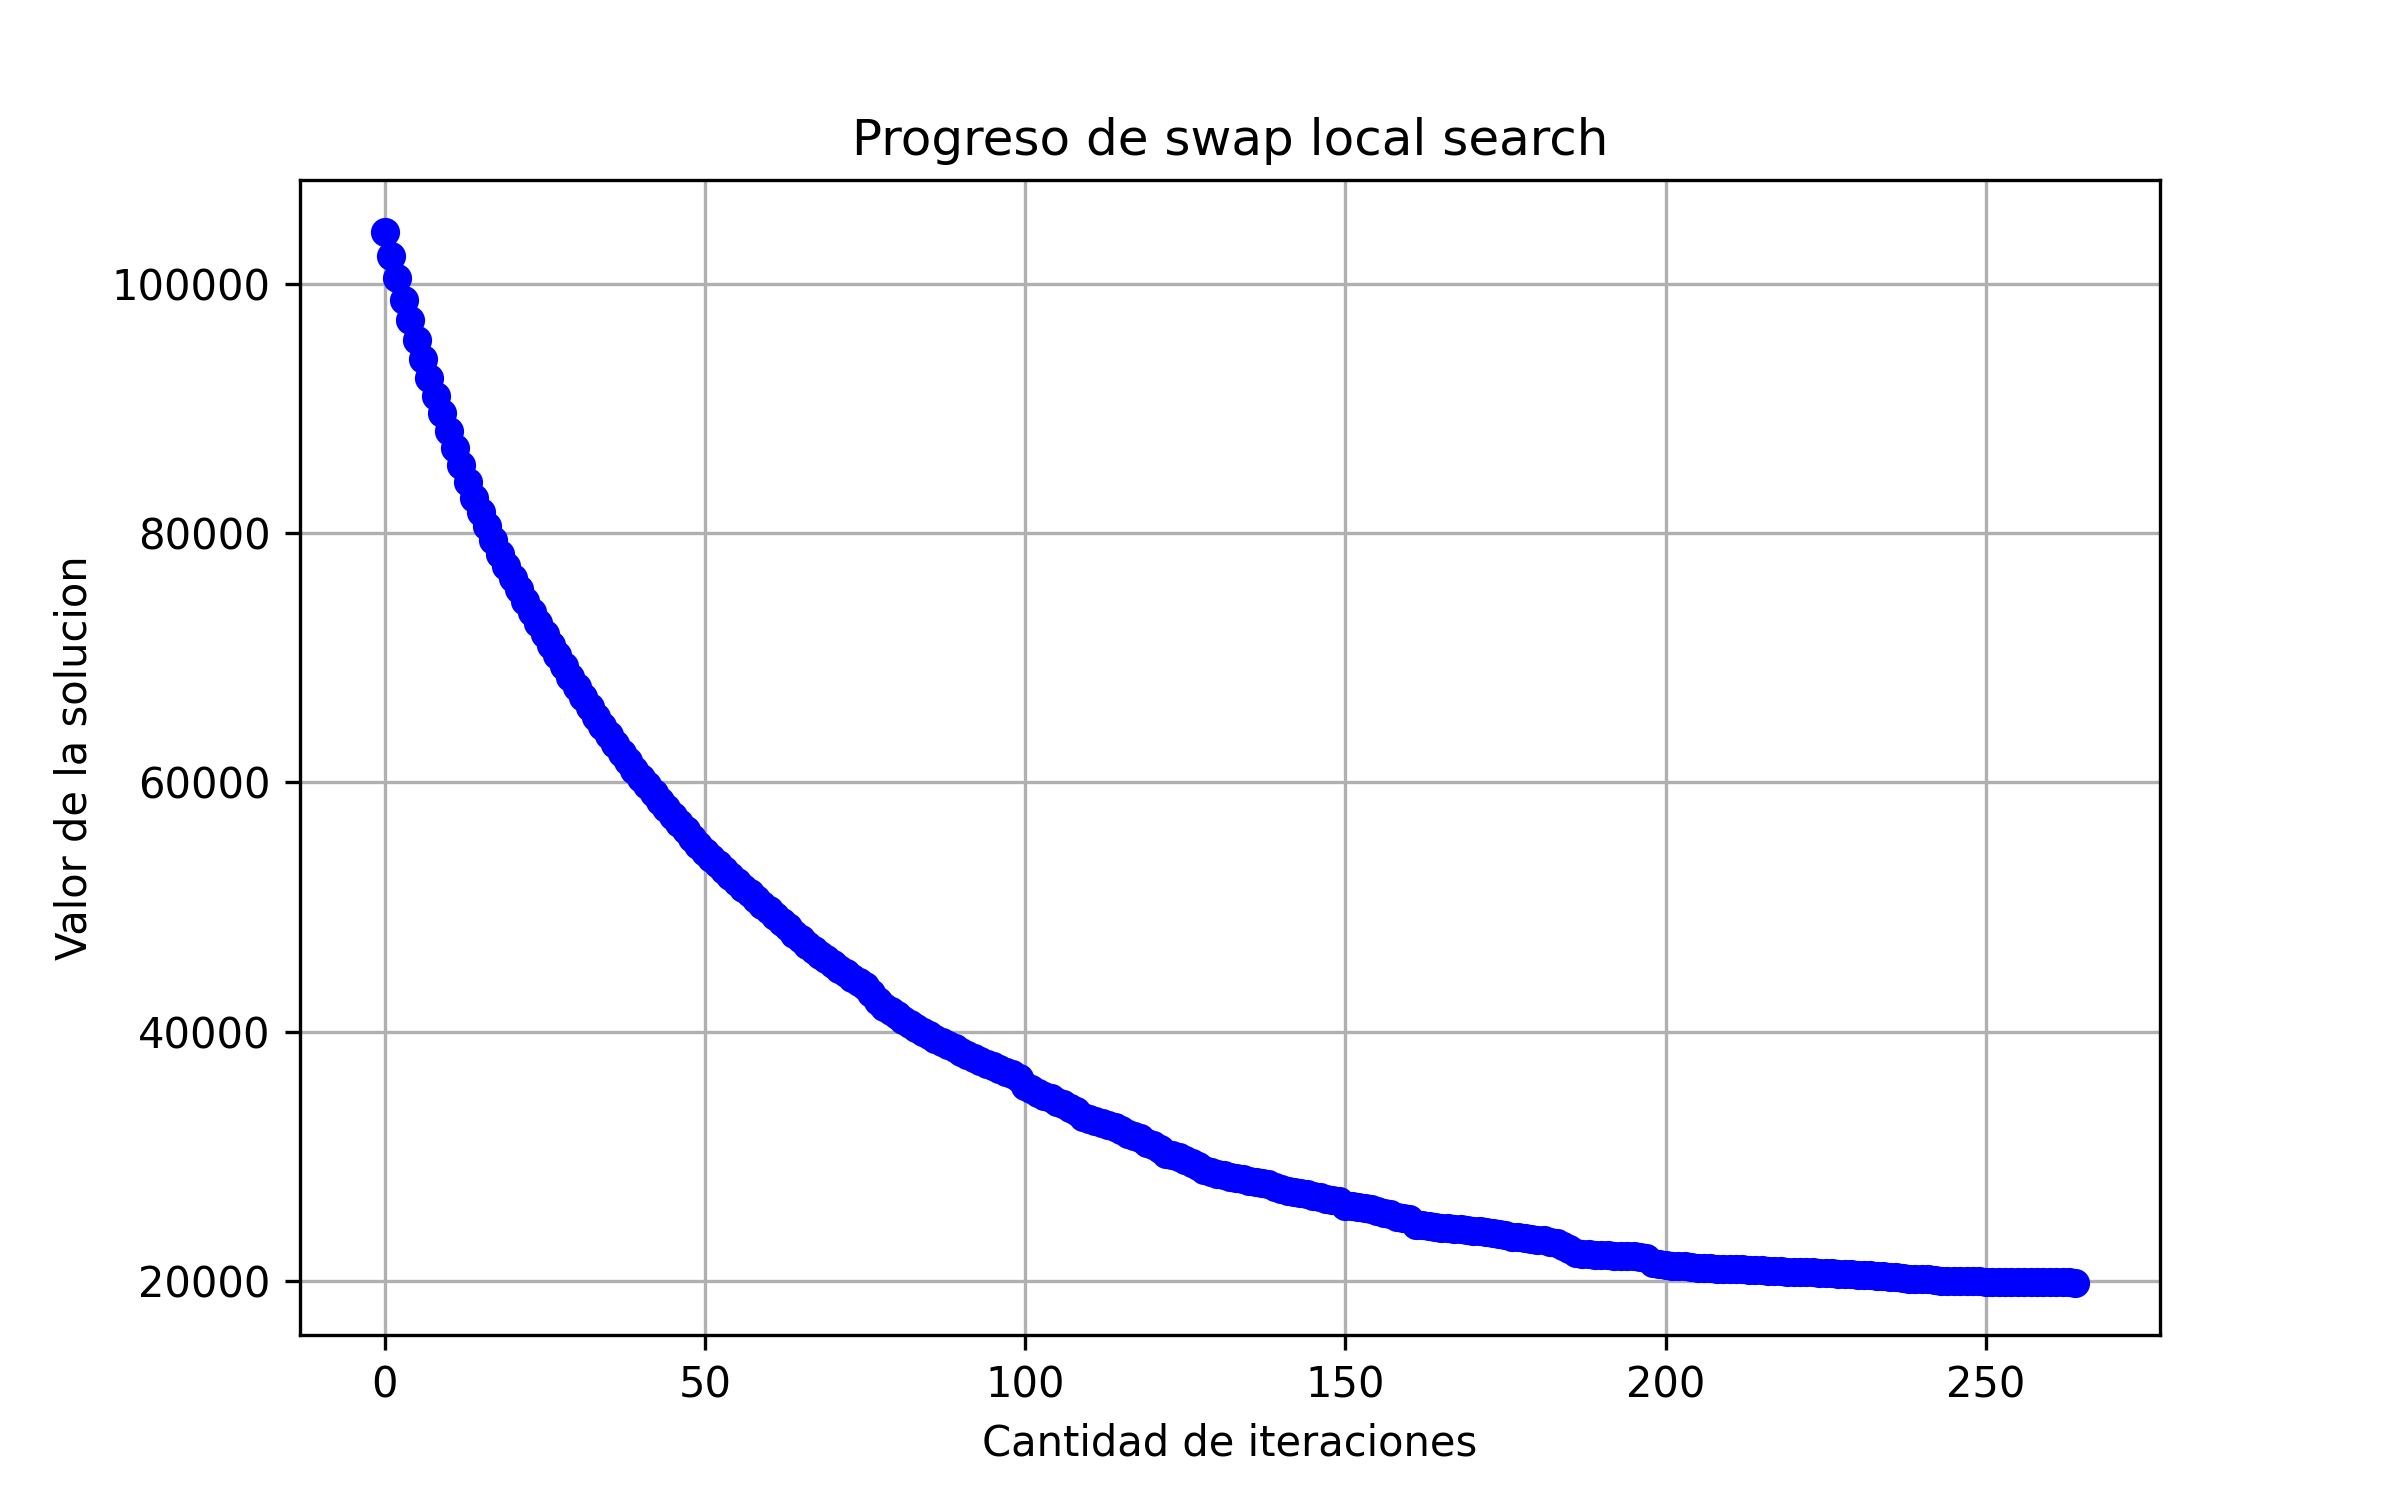 Progreso de swap local search
Valor de la solucion
100000
80000
60000
40000
20000
0 50 100 150 200 250
Cantidad de iteraciones